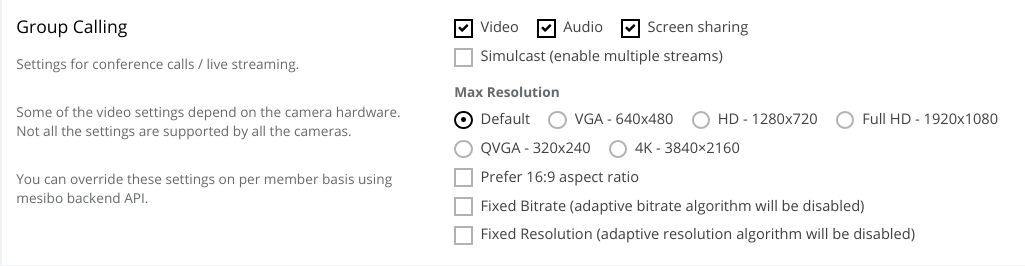 Group Calling
Settings for conference calls / live streaming.
Some of the video settings depend on the camera hardware.
Not all the settings are supported by all the cameras.
You can override these settings on per member basis using
mesibo backend API.
Video Audio Screen sharing
Simulcast (enable multiple streams)
Max Resolution
Default VGA - 640x480 HD - 1280x720 Full HD - 1920x1080
QVGA - 320x240 4K - 3840×2160
Prefer 16:9 aspect ratio
Fixed Bitrate (adaptive bitrate algorithm will be disabled)
Fixed Resolution (adaptive resolution algorithm will be disabled)